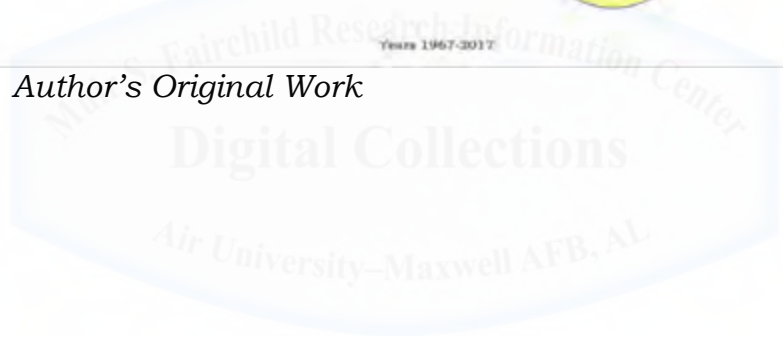 Years 1967-2017
Author's Original Work
Muir S. Fairchild Research Information Center
Digital Collections
Air University–Maxwell AFB, AL